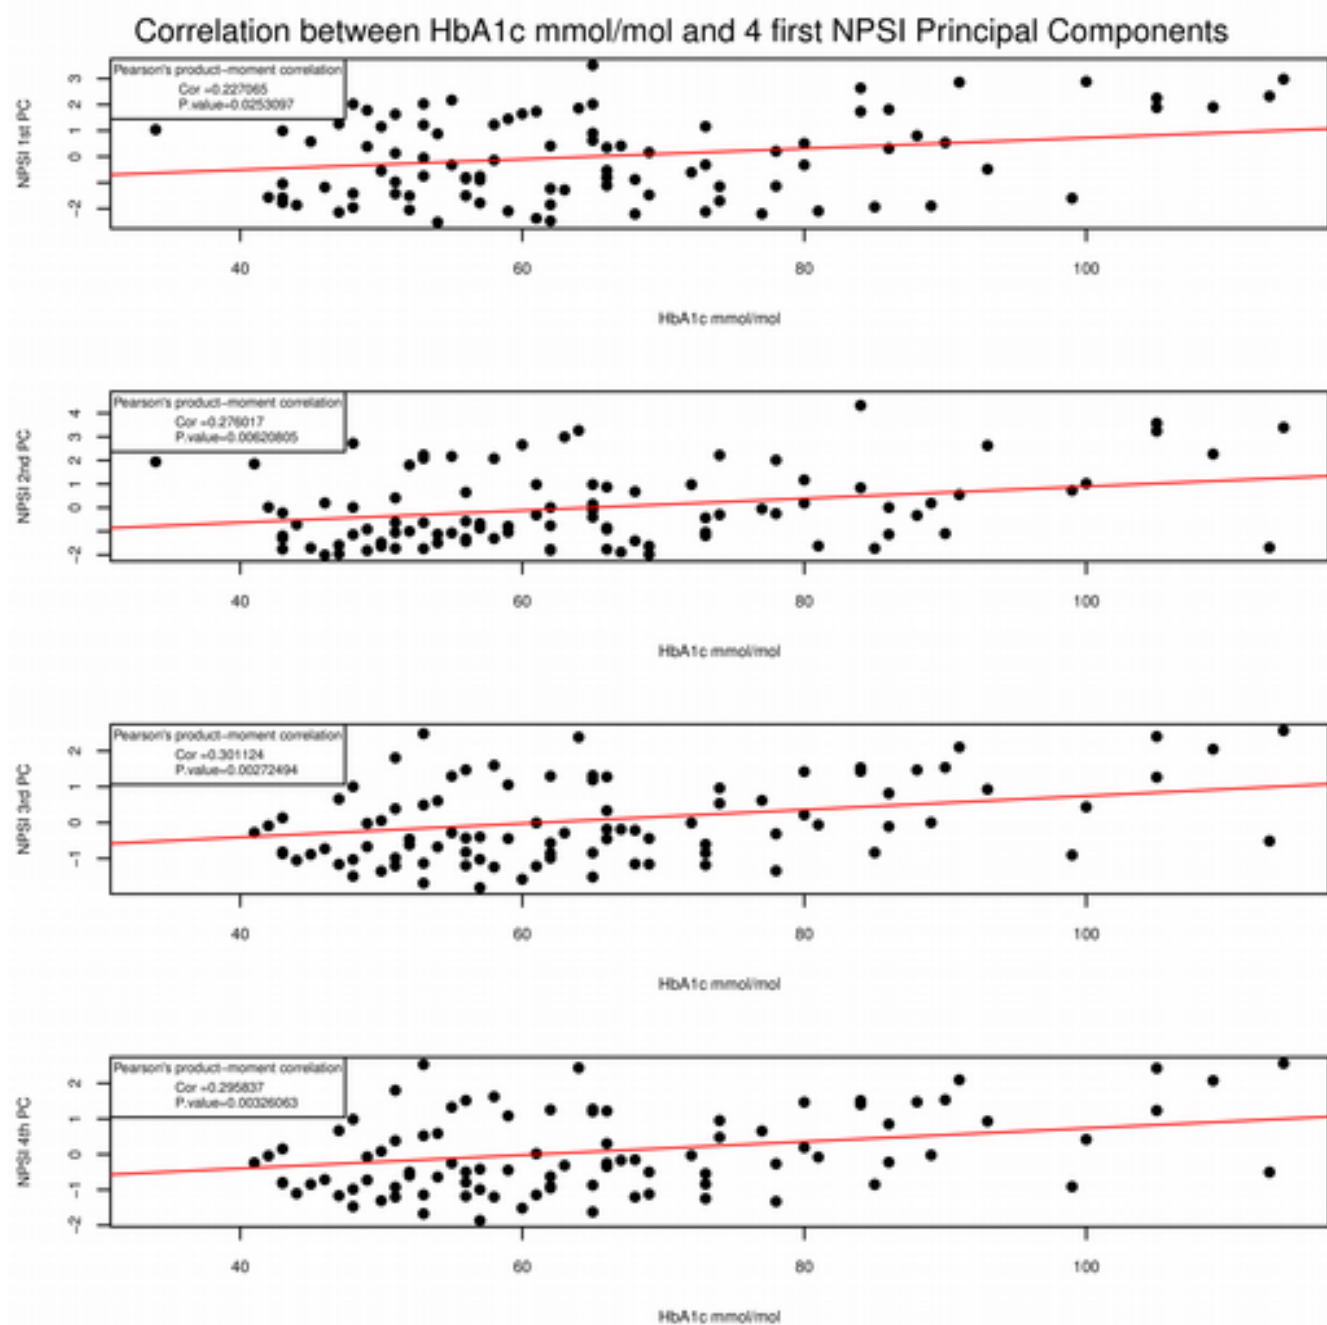 Correlation between HbA1c mmol/mol and 4 first NPSI Principal Components
Pearson's product-moment correlation
Cor =0.227065
P.value=0.0253097
NPSI 1st PC
3
2
1
0
-2
40 60 80 100
HbA1c mmol/mol
Pearson's product-moment correlation
Cor =0.276017
P.value=0.00620805
NPSI 2nd PC
4
3
2
1
0
-2
40 60 80 100
HbA1c mmol/mol
Pearson's product-moment correlation
Cor =0.301124
P.value=0.00272494
NPSI 3rd PC
2
1
0
-1
40 60 80 100
HbA1c mmol/mol
Pearson's product-moment correlation
Cor =0.295837
P.value=0.00326063
NPSI 4th PC
2
1
0
-1
-2
40 60 80 100
HbA1c mmol/mol